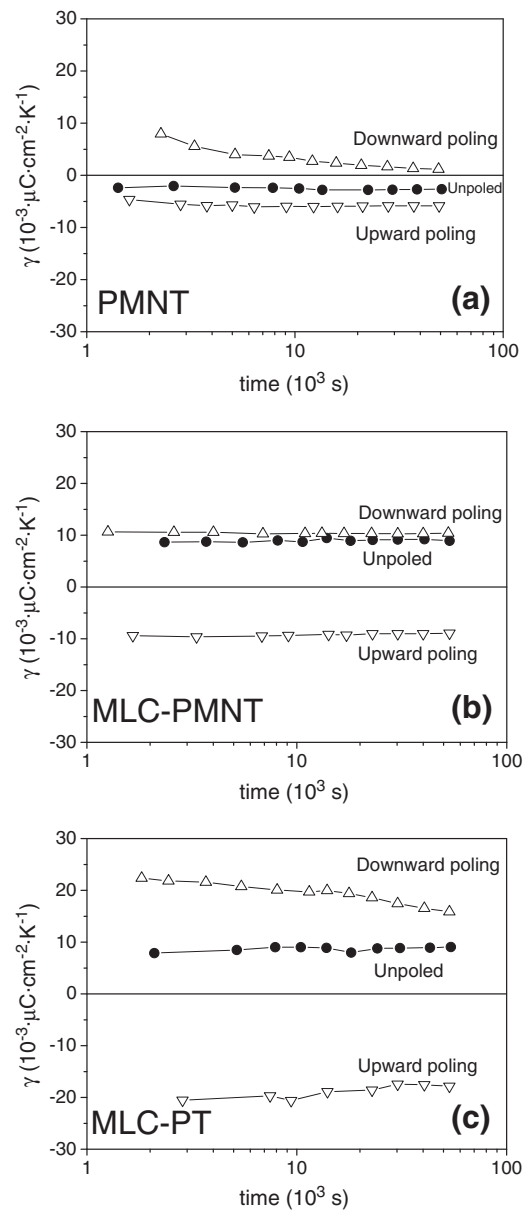 30
20
10
0
-10
-20
-30
γ (10⁻³·μC·cm⁻²·K⁻¹)
Downward poling
Unpoled
Upward poling
PMNT
(a)
1
10
100
time (10³ s)
30
20
10
0
-10
-20
-30
γ (10⁻³·μC·cm⁻²·K⁻¹)
Downward poling
Unpoled
Upward poling
MLC-PMNT
(b)
1
10
100
time (10³ s)
30
20
10
0
-10
-20
-30
γ (10⁻³·μC·cm⁻²·K⁻¹)
Downward poling
Unpoled
Upward poling
MLC-PT
(c)
1
10
100
time (10³ s)